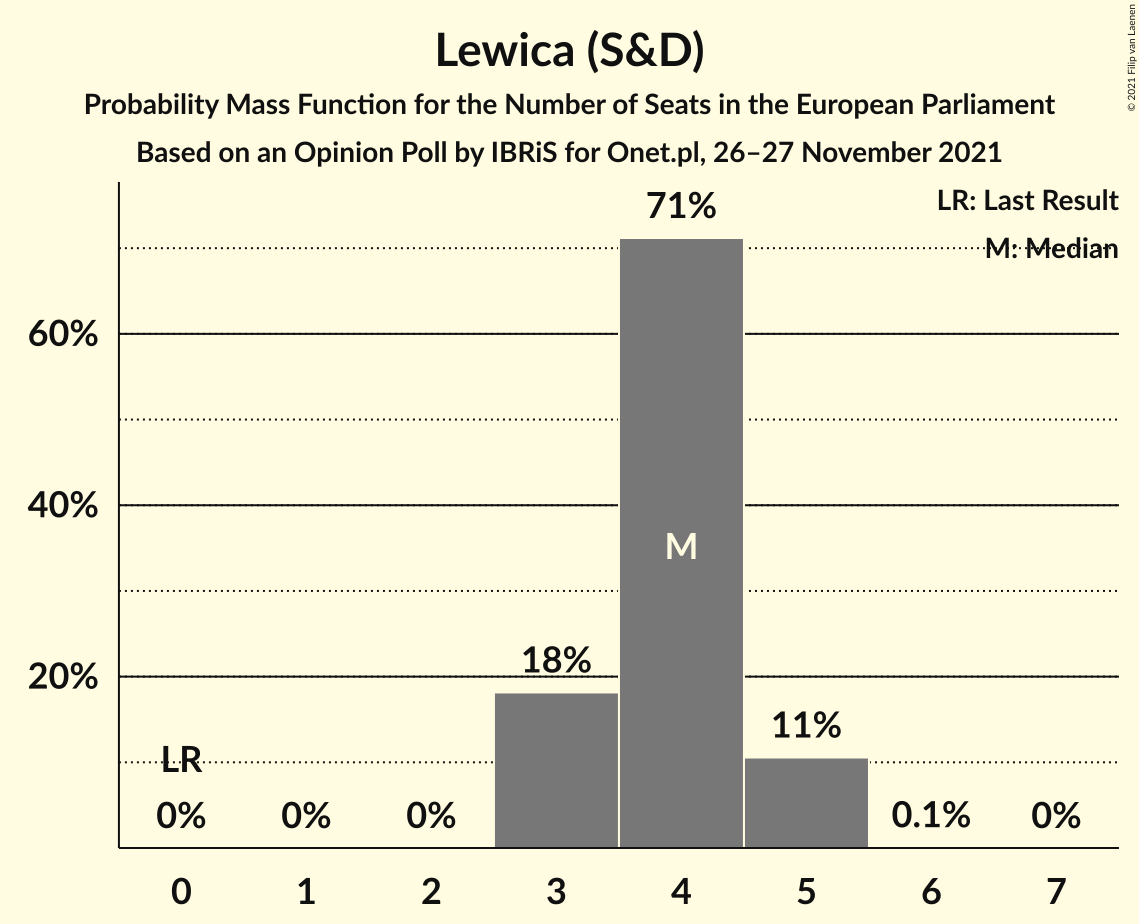 Lewica (S&D)
Probability Mass Function for the Number of Seats in the European Parliament
Based on an Opinion Poll by IBRiS for Onet.pl, 26–27 November 2021
© 2021 Filip van Laenen
LR: Last Result
M: Median
71%
60%
40%
M
20%
18%
11%
LR
0%
0%
0%
0.1%
0%
0
1
2
3
4
5
6
7